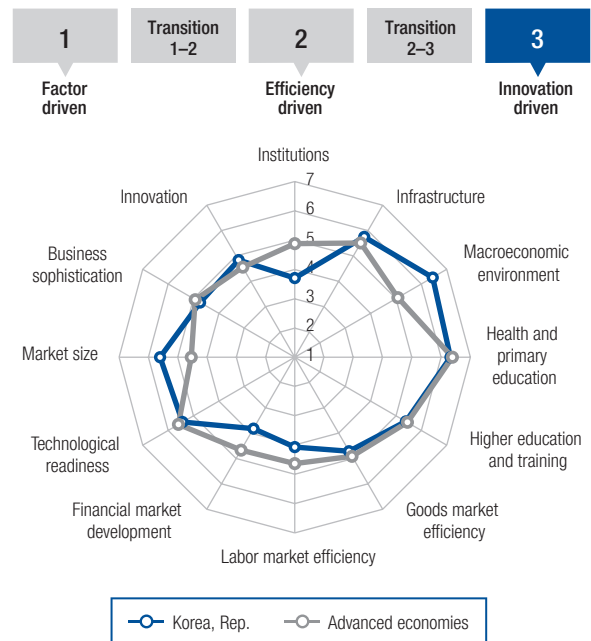 1
Transition
1–2
2
Transition
2–3
3
Factor
driven
Efficiency
driven
Innovation
driven
Institutions
Innovation
7
Infrastructure
6
Business
sophistication
5
Macroeconomic
environment
4
3
2
Market size
1
Health and
primary
education
Technological
readiness
Higher education
and training
Financial market
development
Goods market
efficiency
Labor market efficiency
Korea, Rep.
Advanced economies